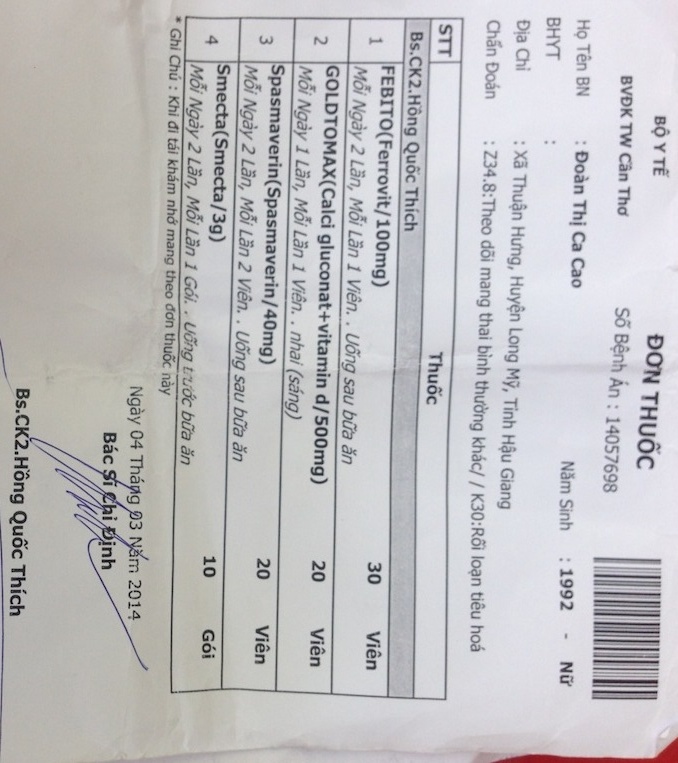 BỘ Y TẾ
BVĐK TW Cần Thơ
ĐƠN THUỐC
Số Bệnh Án : 14057698
Họ Tên BN : Đoàn Thị Ca Cao Năm Sinh : 1992 - Nữ
BHYT :
Địa Chỉ : Xã Thuận Hưng, Huyện Long Mỹ, Tỉnh Hậu Giang
Chẩn Đoán : Z34.8:Theo dõi mang thai bình thường khác/ / K30:Rối loạn tiêu hoá
STT Thuốc
Bs.CK2.Hồng Quốc Thích
1 FEBITO(Ferrovit/100mg) 30 Viên
Mỗi Ngày 2 Lần, Mỗi Lần 1 Viên. . Uống sau bữa ăn
2 GOLDTOMAX(Calci gluconat+vitamin d/500mg) 20 Viên
Mỗi Ngày 1 Lần, Mỗi Lần 1 Viên. . nhai (sáng)
3 Spasmaverin(Spasmaverin/40mg) 20 Viên
Mỗi Ngày 2 Lần, Mỗi Lần 2 Viên. . Uống sau bữa ăn
4 Smecta(Smecta/3g) 10 Gói
Mỗi Ngày 2 Lần, Mỗi Lần 1 Gói. . Uống trước bữa ăn
* Ghi Chú : Khi đi tái khám nhớ mang theo đơn thuốc này
Ngày 04 Tháng 03 Năm 2014
Bác Sĩ Chỉ Định
Bs.CK2.Hồng Quốc Thích